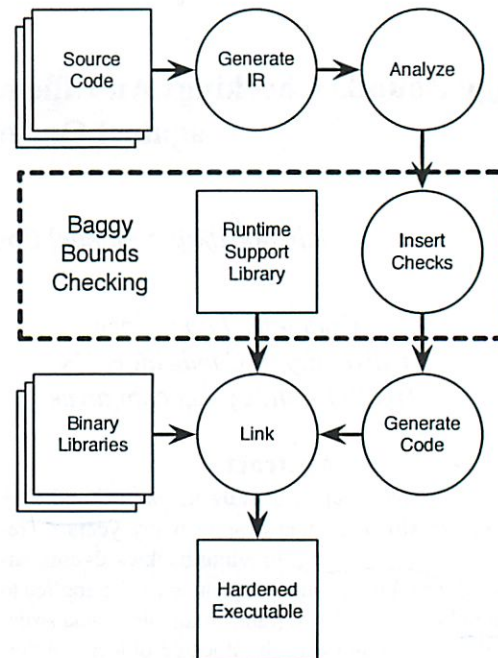 Source
Code
Generate
IR
Analyze
Baggy
Bounds
Checking
Runtime
Support
Library
Insert
Checks
Binary
Libraries
Link
Generate
Code
Hardened
Executable